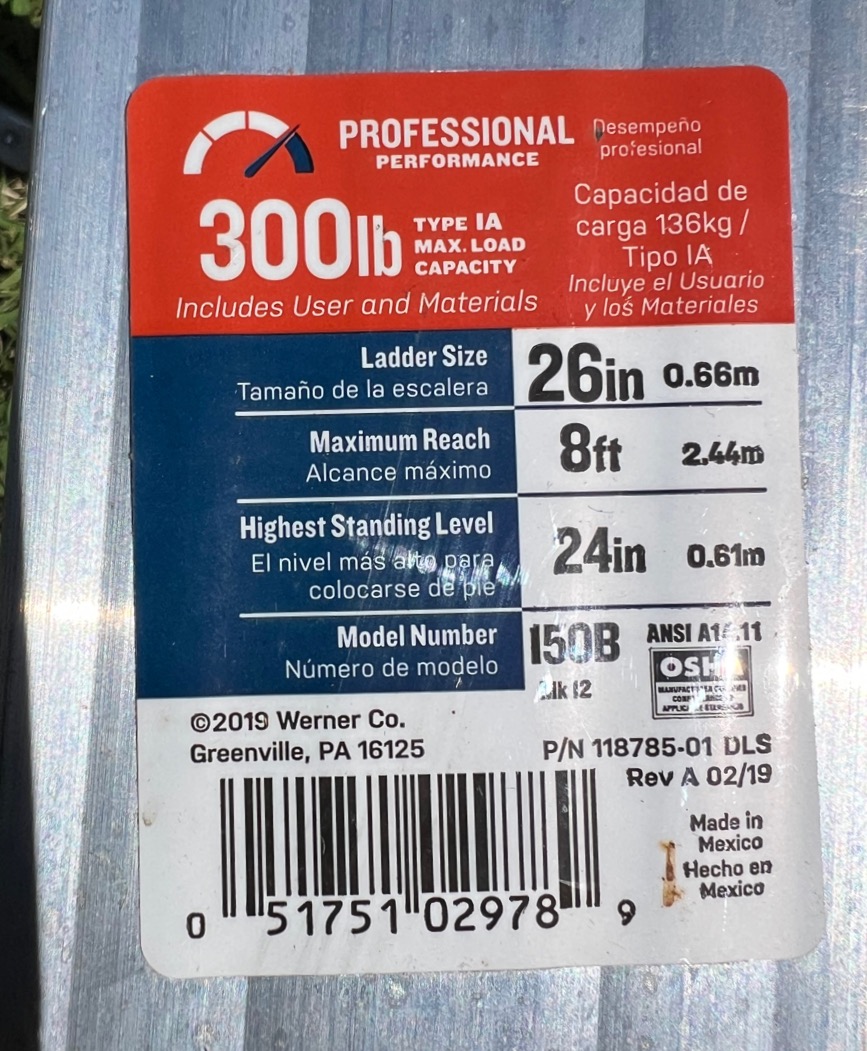 PROFESSIONAL
PERFORMANCE
Desempeño
profesional
300lb
TYPE IA
MAX. LOAD
CAPACITY
Includes User and Materials
Capacidad de
carga 136kg /
Tipo IA
Incluye el Usuario
y los Materiales
Ladder Size
Tamaño de la escalera
26in 0.66m
Maximum Reach
Alcance máximo
8ft 2.44m
Highest Standing Level
El nivel más alto para
colocarse de pie
24in 0.61m
Model Number
Número de modelo
150B
Mk 12
ANSI
OSHA
©2019 Werner Co.
Greenville, PA 16125
P/N 118785-01 DLS
Rev A 02/19
Made in
Mexico
Hecho en
Mexico
0 51751 02978 9